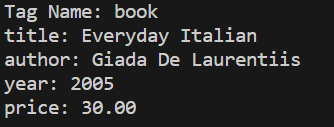 Tag Name: book
title: Everyday Italian
author: Giada De Laurentiis
year: 2005
price: 30.00